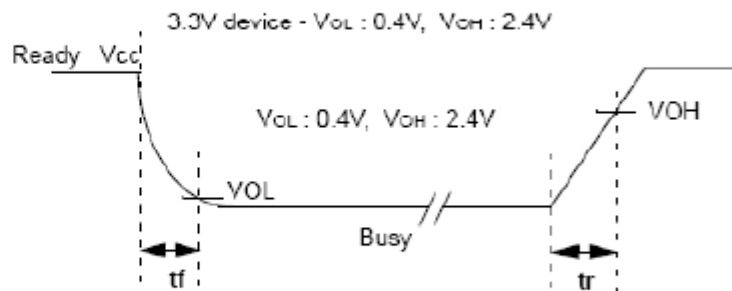 3.3V device - VOL : 0.4V, VOH : 2.4V
Ready Vcc
VOL : 0.4V, VOH : 2.4V
VOH
VOL
Busy
tf
tr